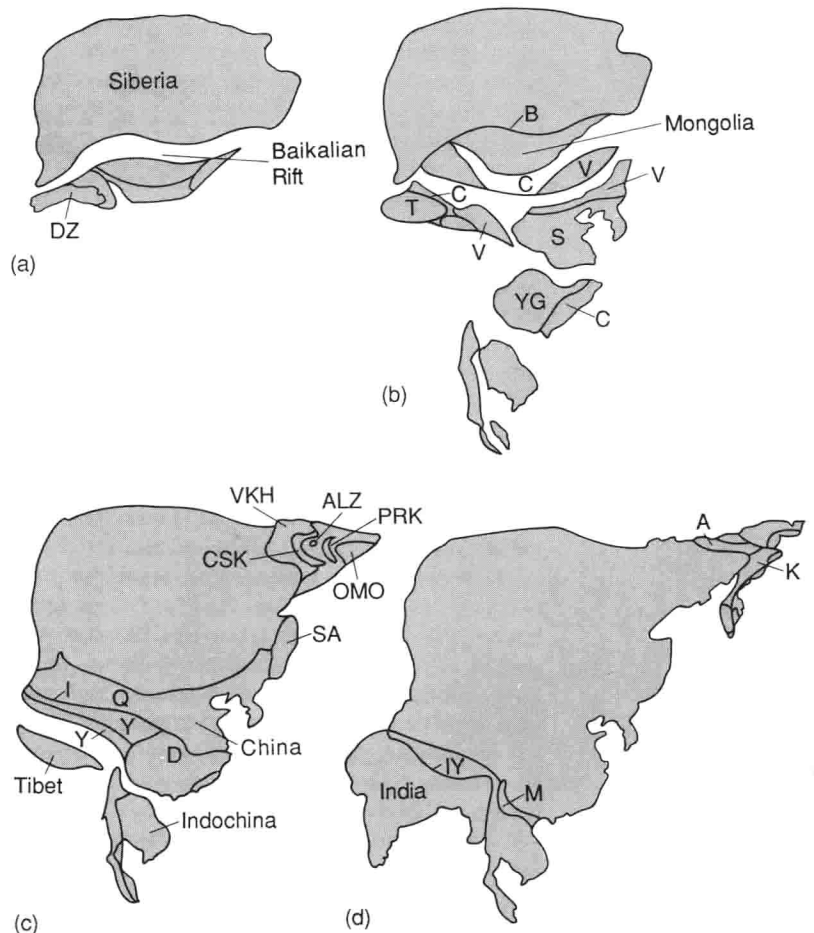 Siberia
Baikalian
Rift
DZ
(a)
B
Mongolia
V
C
V
C
T
V
S
YG
C
(b)
VKH
ALZ
PRK
CSK
OMO
SA
I
Q
Y
Y
D
China
Tibet
Indochina
(c)
A
K
IY
India
M
(d)